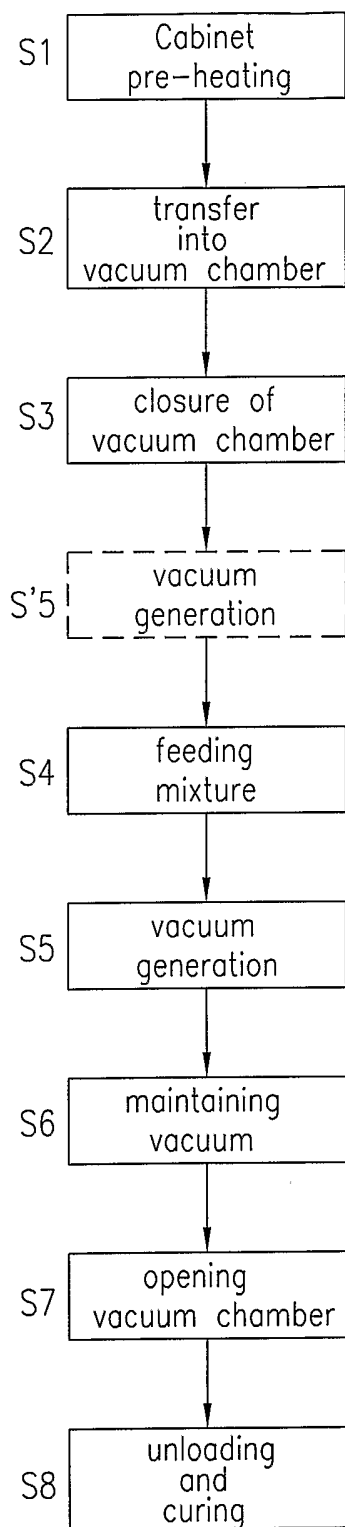 S1
Cabinet
pre-heating
S2
transfer
into
vacuum chamber
S3
closure of
vacuum chamber
S'5
vacuum
generation
S4
feeding
mixture
S5
vacuum
generation
S6
maintaining
vacuum
S7
opening
vacuum chamber
S8
unloading
and
curing